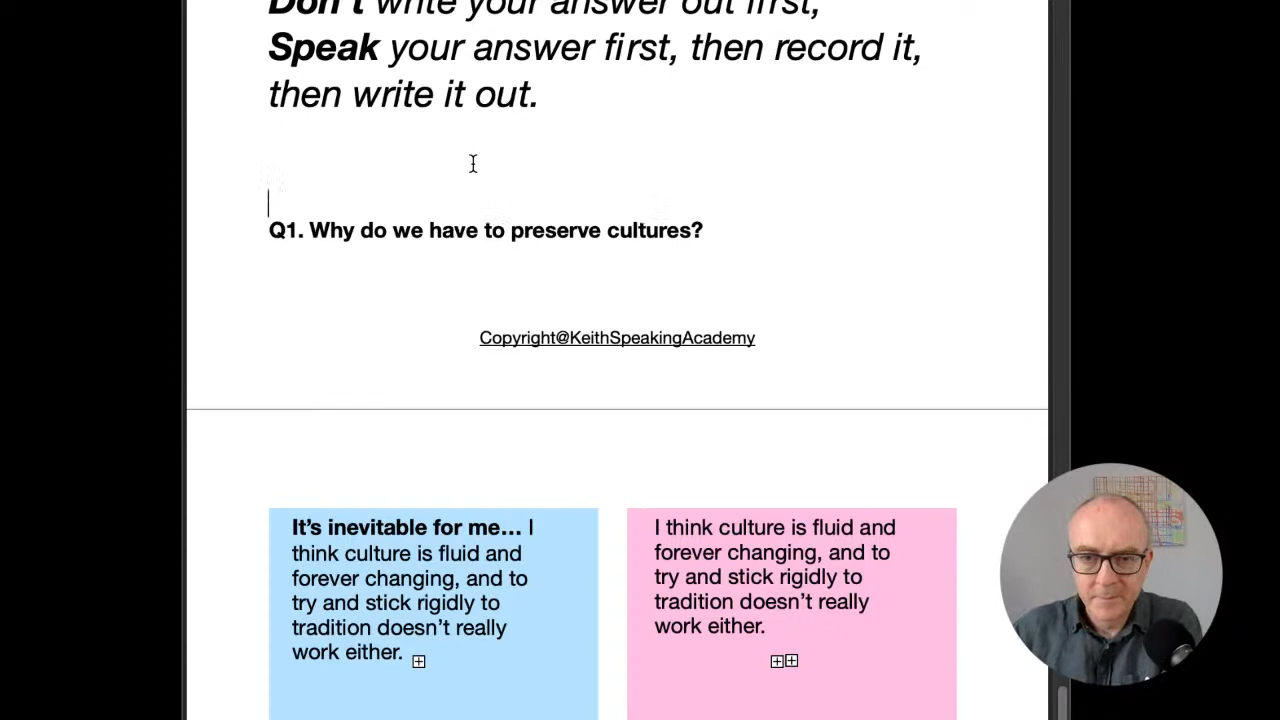 Don't write your answer out first,
Speak your answer first, then record it,
then write it out.
Q1. Why do we have to preserve cultures?
Copyright@KeithSpeakingAcademy
It’s inevitable for me… I
think culture is fluid and
forever changing, and to
try and stick rigidly to
tradition doesn’t really
work either.
I think culture is fluid and
forever changing, and to
try and stick rigidly to
tradition doesn’t really
work either.